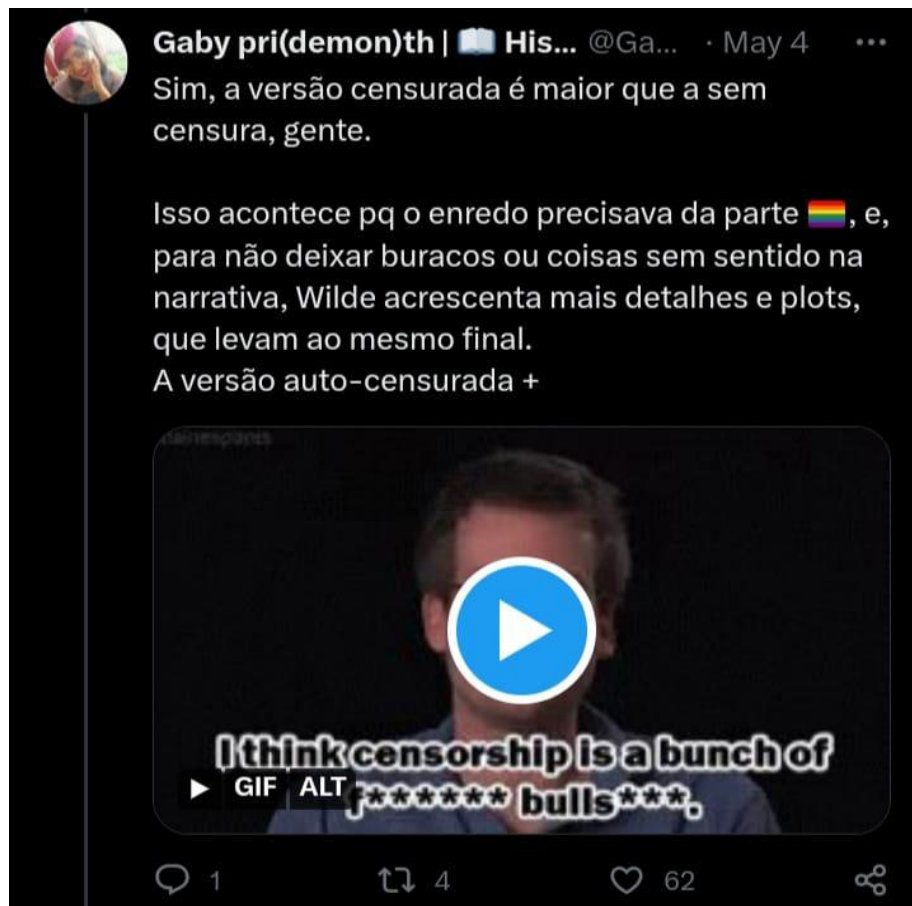 Gaby pri(demon)th | 📖 His... @Ga... · May 4
Sim, a versão censurada é maior que a sem
censura, gente.
Isso acontece pq o enredo precisava da parte 🏳️‍🌈, e,
para não deixar buracos ou coisas sem sentido na
narrativa, Wilde acrescenta mais detalhes e plots,
que levam ao mesmo final.
A versão auto-censurada +
I think censorship is a bunch of
f****** bulls***.
GIF ALT
1 4 62